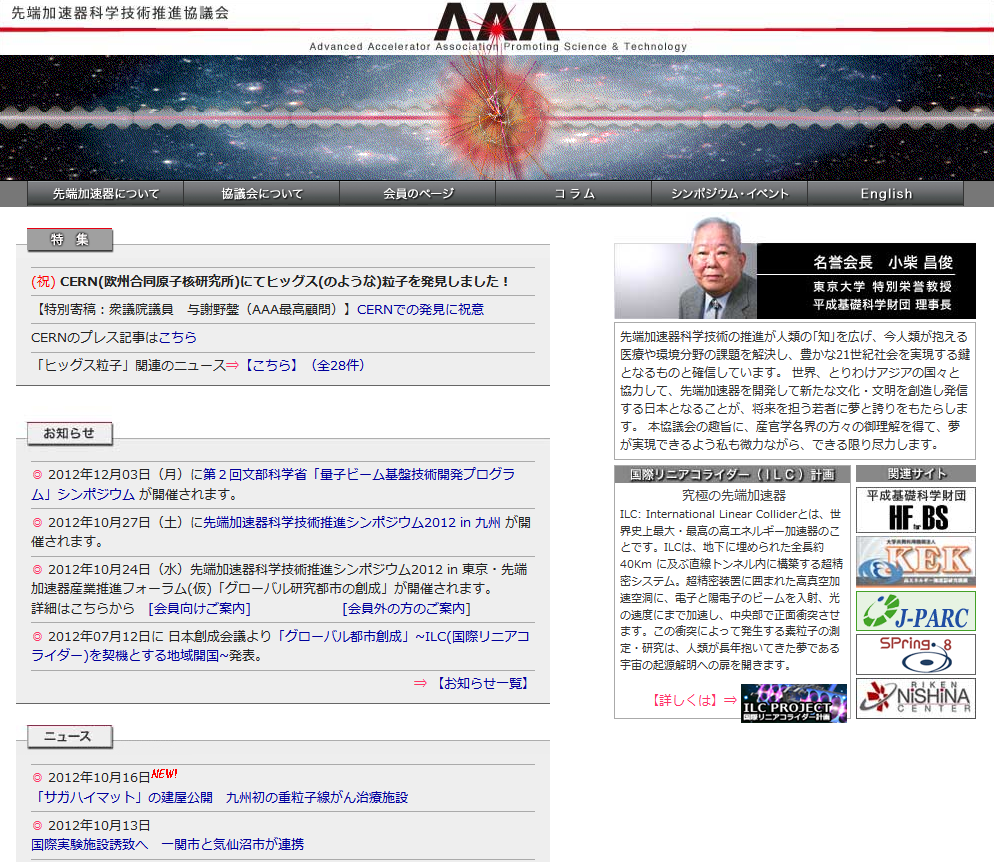 先端加速器科学技術推進協議会
AAA
Advanced Accelerator Association Promoting Science & Technology
先端加速器について
協議会について
会員のページ
コラム
シンポジウム・イベント
English
特 集
(祝) CERN(欧州合同原子核研究所)にてヒッグス(のような)粒子を発見しました！
【特別寄稿：衆議院議員　与謝野馨（AAA最高顧問）】CERNでの発見に祝意
CERNのプレス記事はこちら
「ヒッグス粒子」関連のニュース⇒【こちら】（全28件）
お知らせ
◎ 2012年12月03日（月）に第２回文部科学省「量子ビーム基盤技術開発プログラ
ム」シンポジウム が開催されます。
◎ 2012年10月27日（土）に先端加速器科学技術推進シンポジウム2012 in 九州 が開
催されます。
◎ 2012年10月24日（水）先端加速器科学技術推進シンポジウム2012 in 東京・先端
加速器産業推進フォーラム(仮)「グローバル研究都市の創成」が開催されます。
詳細はこちらから　[会員向けご案内]　[会員外の方のご案内]
◎ 2012年07月12日に 日本創成会議より「グローバル都市創成」~ILC(国際リニアコ
ライダー)を契機とする地域開国~発表。
⇒ 【お知らせ一覧】
ニュース
◎ 2012年10月16日NEW!
「サガハイマット」の建屋公開　九州初の重粒子線がん治療施設
◎ 2012年10月13日
国際実験施設誘致へ　一関市と気仙沼市が連携
名誉会長　小柴 昌俊
東京大学 特別栄誉教授
平成基礎科学財団 理事長
先端加速器科学技術の推進が人類の｢知｣を広げ、今人類が抱える
医療や環境分野の課題を解決し、豊かな21世紀社会を実現する鍵
となるものと確信しています。 世界、とりわけアジアの国々と
協力して、先端加速器を開発して新たな文化・文明を創造し発信
する日本となることが、将来を担う若者に夢と誇りをもたらしま
す。 本協議会の趣旨に、産官学各界の方々の御理解を得て、夢
が実現できるよう私も微力ながら、できる限り尽力します。
国際リニアコライダー（ＩＬＣ）計画
究極の先端加速器
ILC: International Linear Colliderとは、世
界史上最大・最高の高エネルギー加速器のこ
とです。ILCは、地下に埋められた全長約
40Km に及ぶ直線トンネル内に構築する超精
密システム。超精密装置に囲まれた高真空加
速空洞に、電子と陽電子のビームを入射、光
の速度にまで加速し、中央部で正面衝突させ
ます。この衝突によって発生する素粒子の測
定・研究は、人類が長年抱いてきた夢である
宇宙の起源解明への扉を開きます。
【詳しくは】⇒
ILC PROJECT
国際リニアコライダー計画
関連サイト
平成基礎科学財団
HF for BS
大学共同利用機関法人
KEK
高エネルギー加速器研究機構
J-PARC
SPring-8
RIKEN
NiSHiNA
CENTER